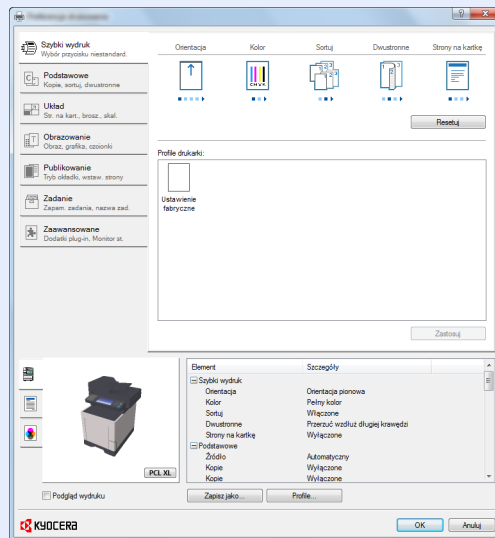 Szybki wydruk
Wybór przycisku niestandard.
Podstawowe
Kopie, sortuj, dwustronne
Układ
Str. na kart., brosz., skal.
Obrazowanie
Obraz, grafika, czcionki
Publikowanie
Tryb okładki, wstaw. strony
Zadanie
Zapam. zadania, nazwa zad.
Zaawansowane
Dodatki plug-in, Monitor st.
Orientacja Kolor Sortuj Dwustronne Strony na kartkę
CMYK
Resetuj
Profile drukarki:
Ustawienie
fabryczne
Zastosuj
Element Szczegóły
Szybki wydruk
Orientacja Orientacja pionowa
Kolor Pełny kolor
Sortuj Włączone
Dwustronne Przerzuć wzdłuż długiej krawędzi
Strony na kartkę Wyłączone
Podstawowe
Źródło Automatyczny
Kopie Wyłączone
Kopie Wyłączone
PCL XL
Podgląd wydruku
Zapisz jako... Profile...
KYOCERA
OK Anuluj